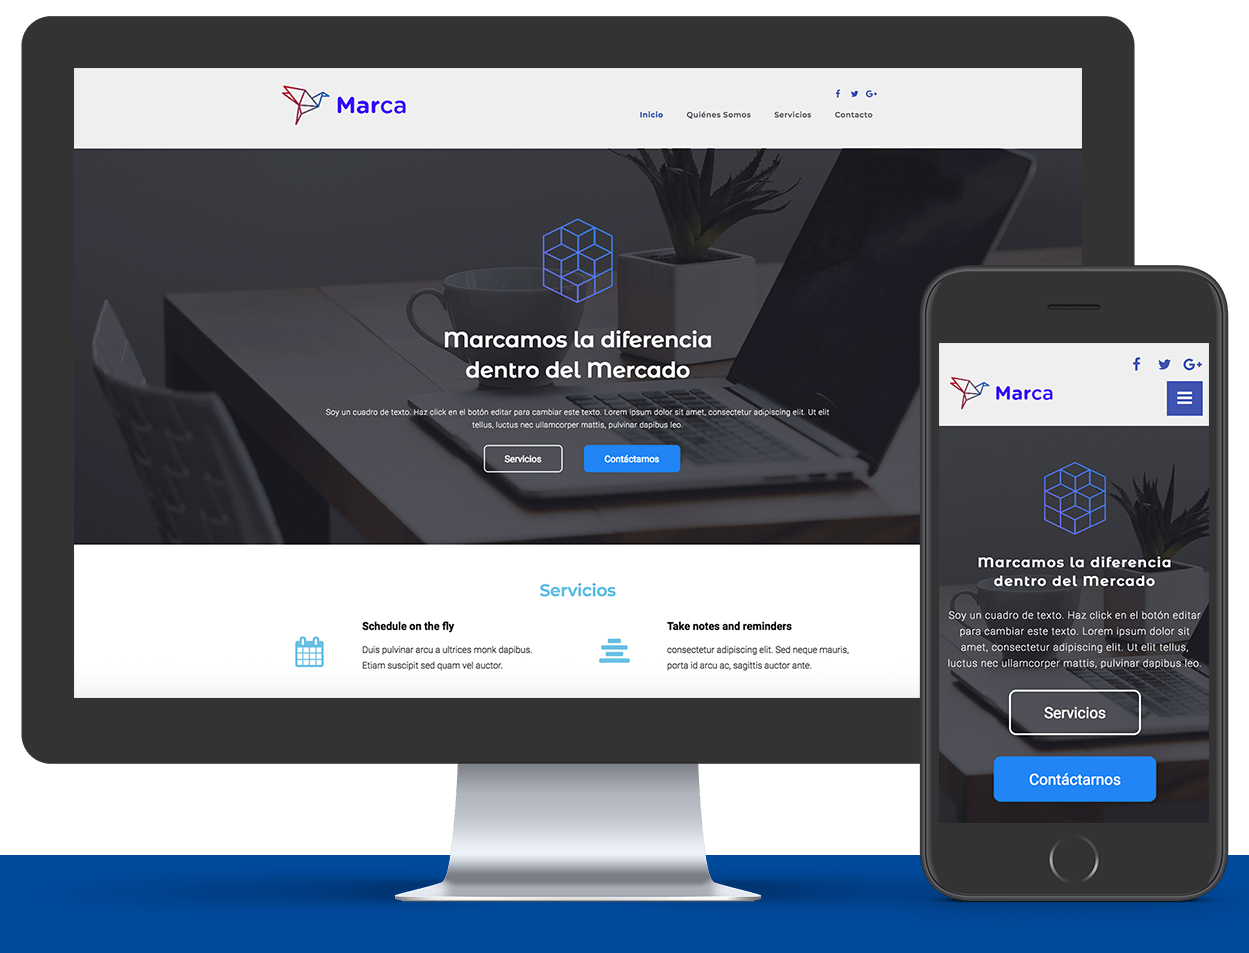 Marca
Inicio Quiénes Somos Servicios Contacto
Marcamos la diferencia
dentro del Mercado
Soy un cuadro de texto. Haz click en el botón editar para cambiar este texto. Lorem ipsum dolor sit amet, consectetur adipiscing elit. Ut elit
tellus, luctus nec ullamcorper mattis, pulvinar dapibus leo.
Servicios Contáctarnos
Servicios
Schedule on the fly
Duis pulvinar arcu a ultrices monk dapibus.
Etiam suscipit sed quam vel auctor.
Take notes and reminders
consectetur adipiscing elit. Sed neque mauris,
porta id arcu ac, sagittis auctor ante.
Marca
Marcamos la diferencia
dentro del Mercado
Soy un cuadro de texto. Haz click en el botón editar
para cambiar este texto. Lorem ipsum dolor sit
amet, consectetur adipiscing elit. Ut elit tellus,
luctus nec ullamcorper mattis, pulvinar dapibus leo.
Servicios
Contáctarnos